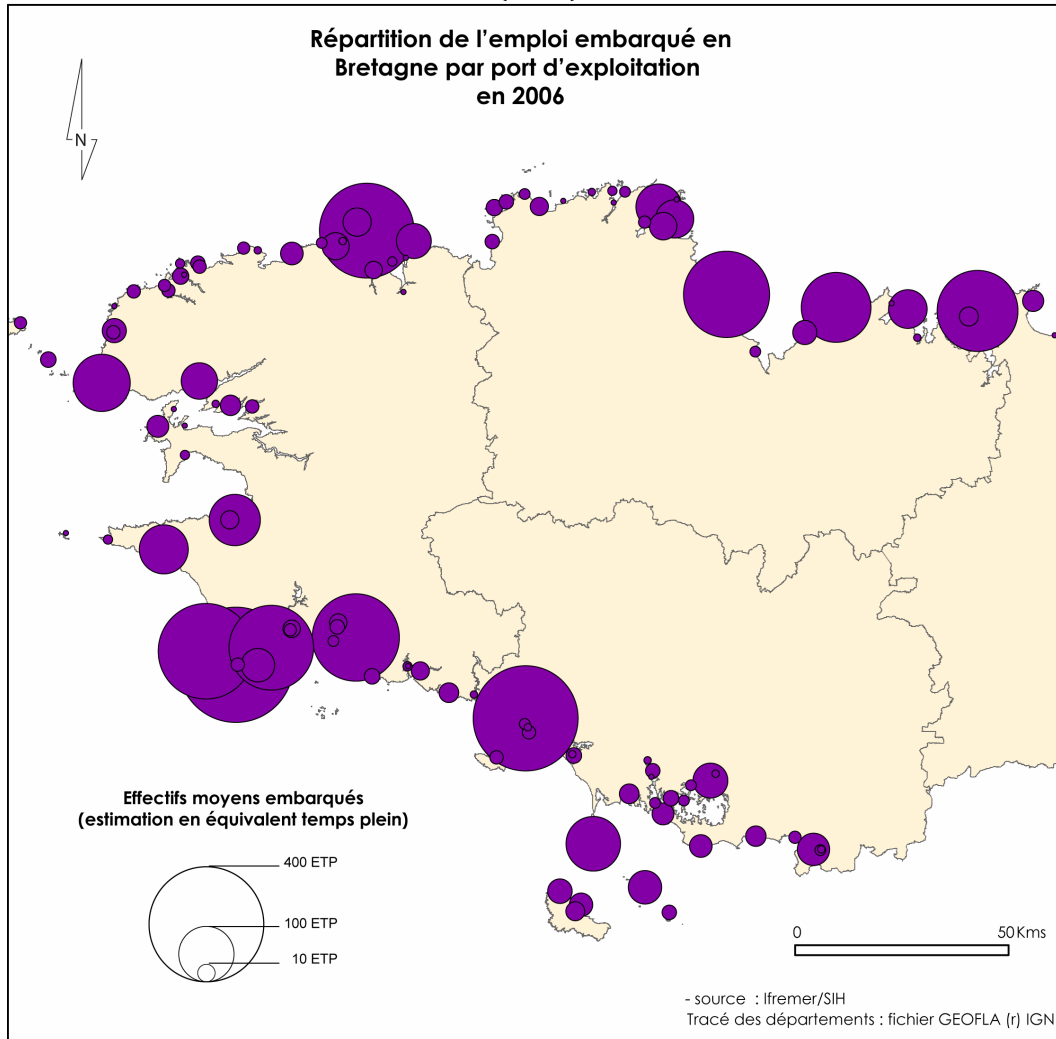 Répartition de l'emploi embarqué en
Bretagne par port d'exploitation
en 2006
N
Effectifs moyens embarqués
(estimation en équivalent temps plein)
400 ETP
100 ETP
10 ETP
0 50 Kms
- source : Ifremer/SIH
Tracé des départements : fichier GEOFLA (r) IGN